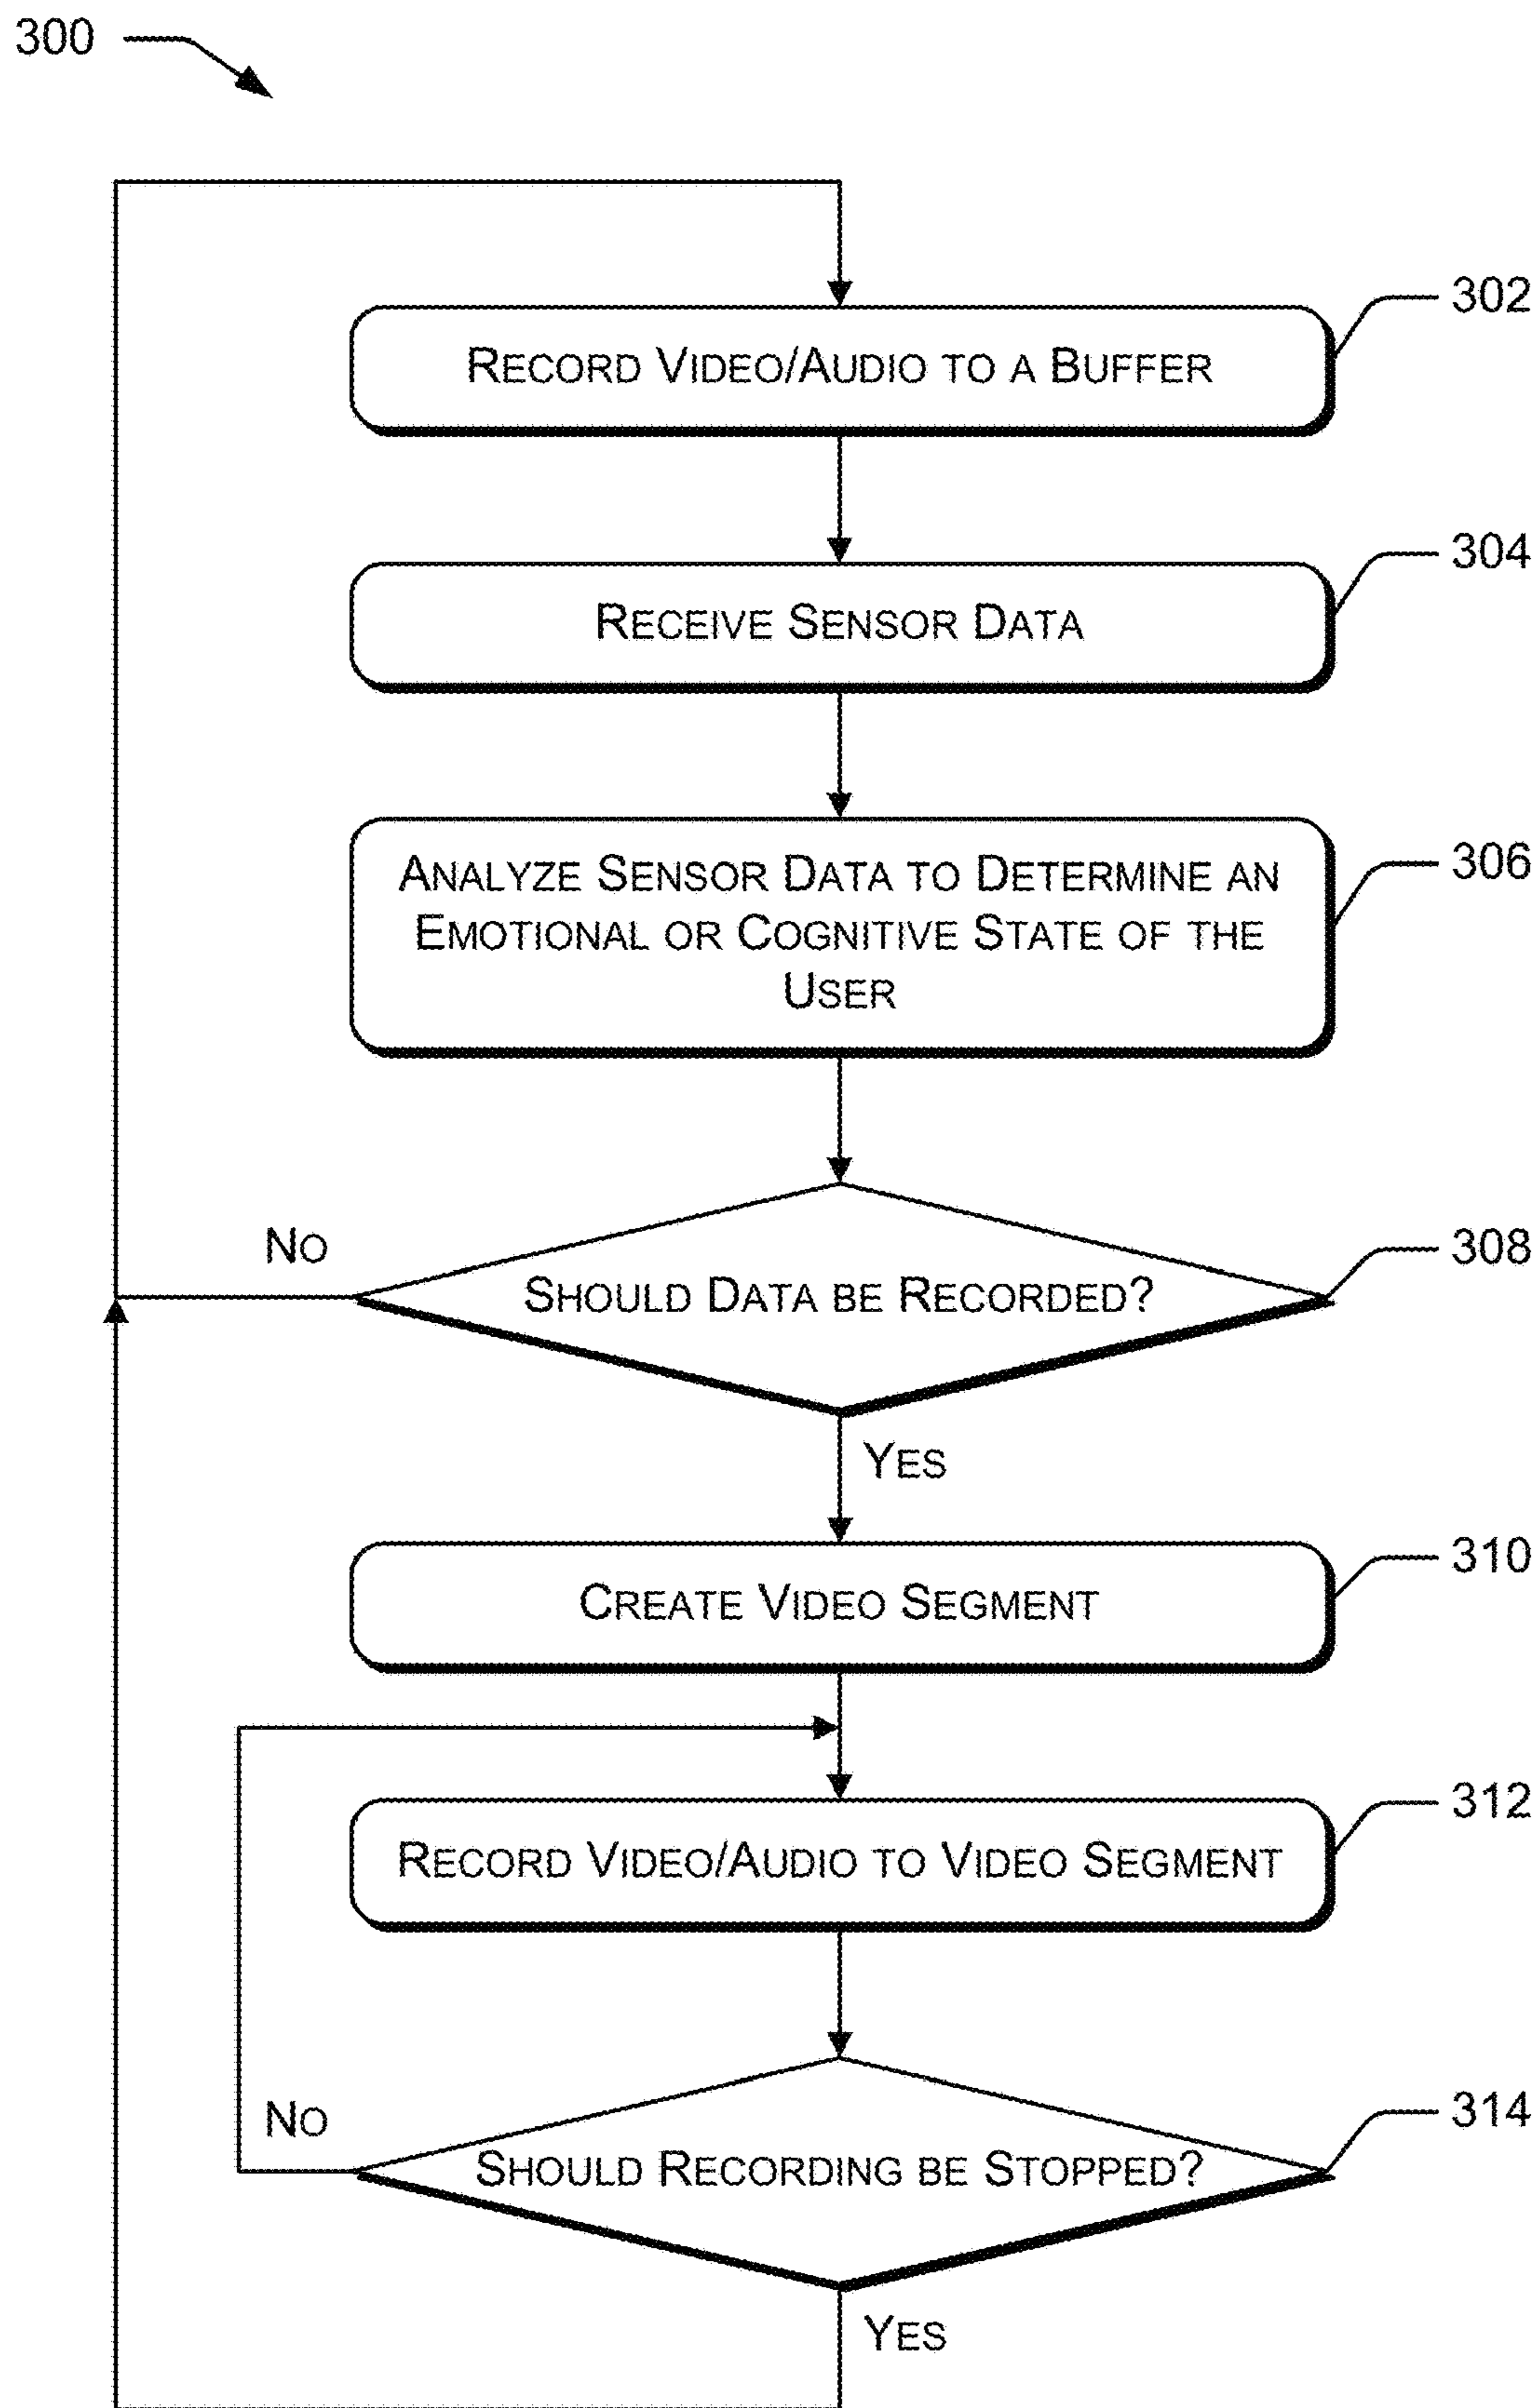 300
302
RECORD VIDEO/AUDIO TO A BUFFER
304
RECEIVE SENSOR DATA
306
ANALYZE SENSOR DATA TO DETERMINE AN
EMOTIONAL OR COGNITIVE STATE OF THE
USER
NO
308
SHOULD DATA BE RECORDED?
YES
310
CREATE VIDEO SEGMENT
312
RECORD VIDEO/AUDIO TO VIDEO SEGMENT
NO
314
SHOULD RECORDING BE STOPPED?
YES